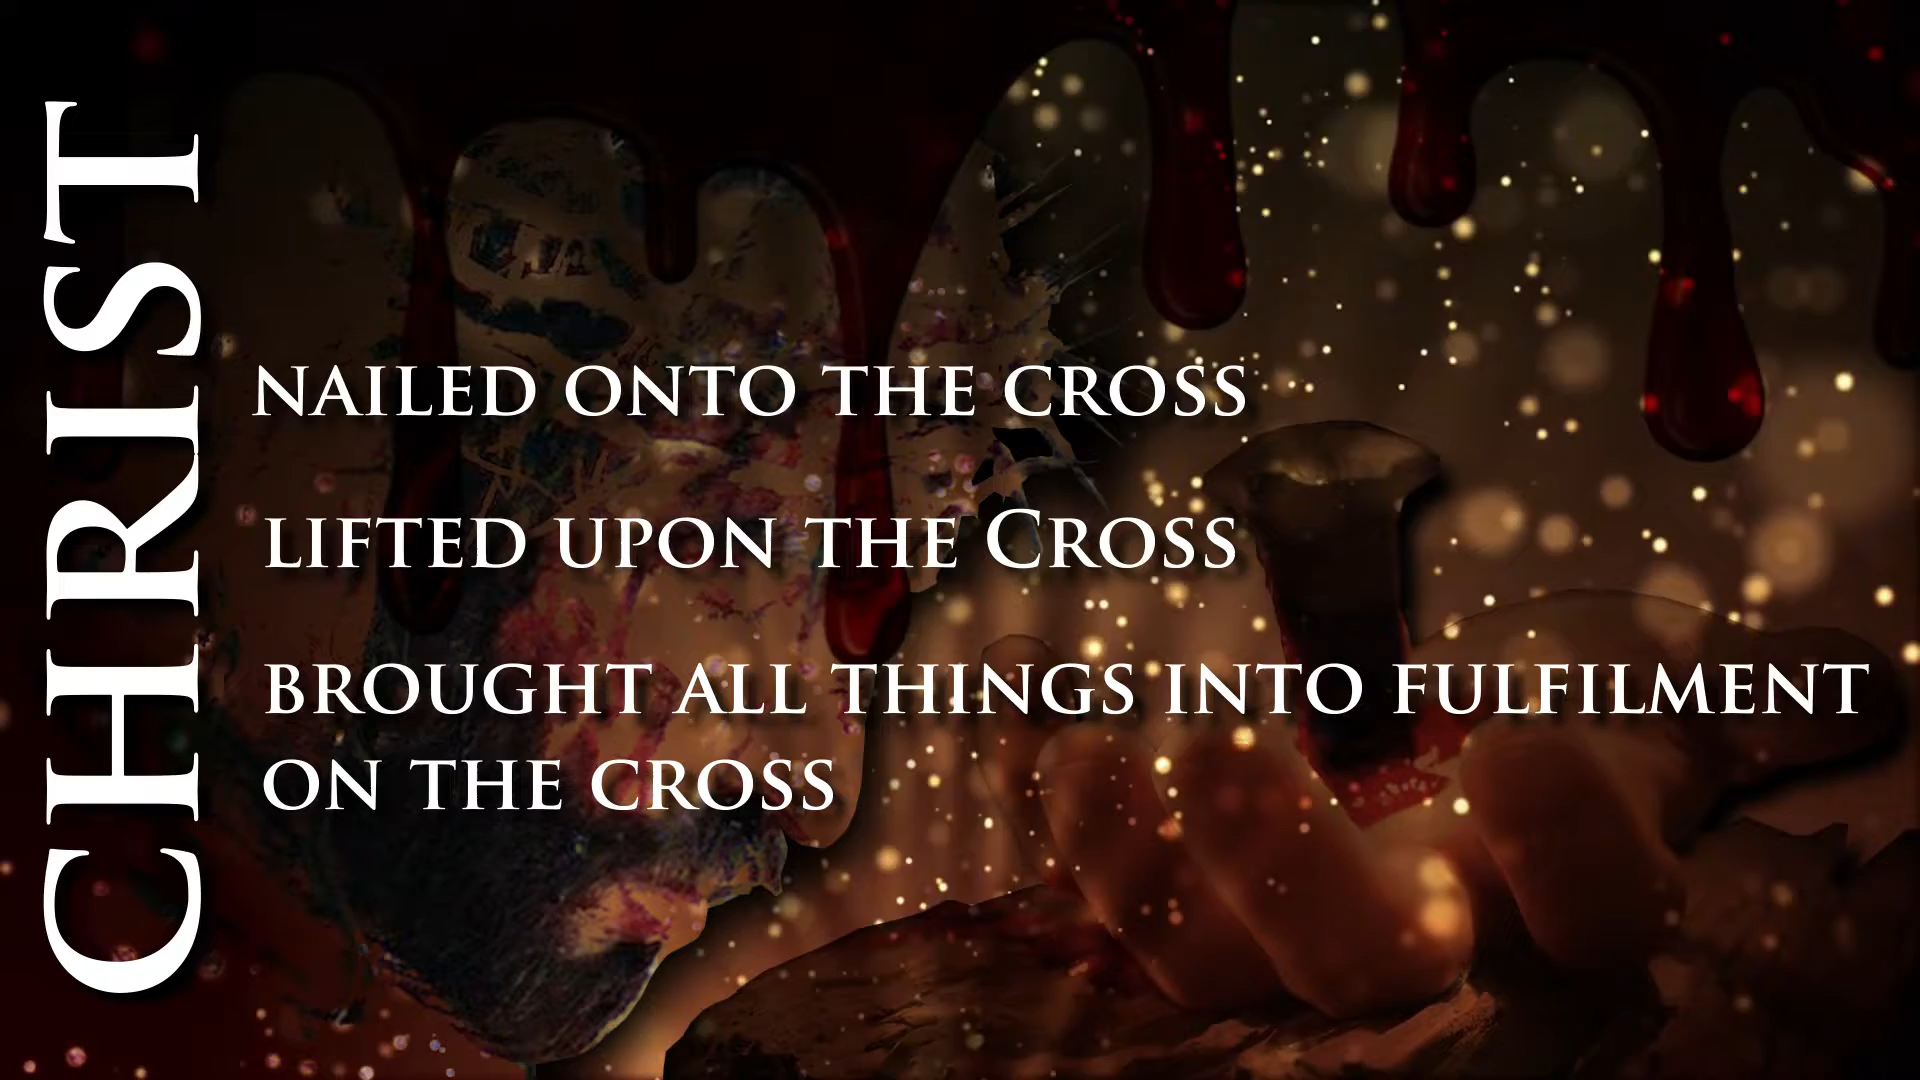 CHRIST
NAILED ONTO THE CROSS
LIFTED UPON THE CROSS
BROUGHT ALL THINGS INTO FULFILMENT
ON THE CROSS